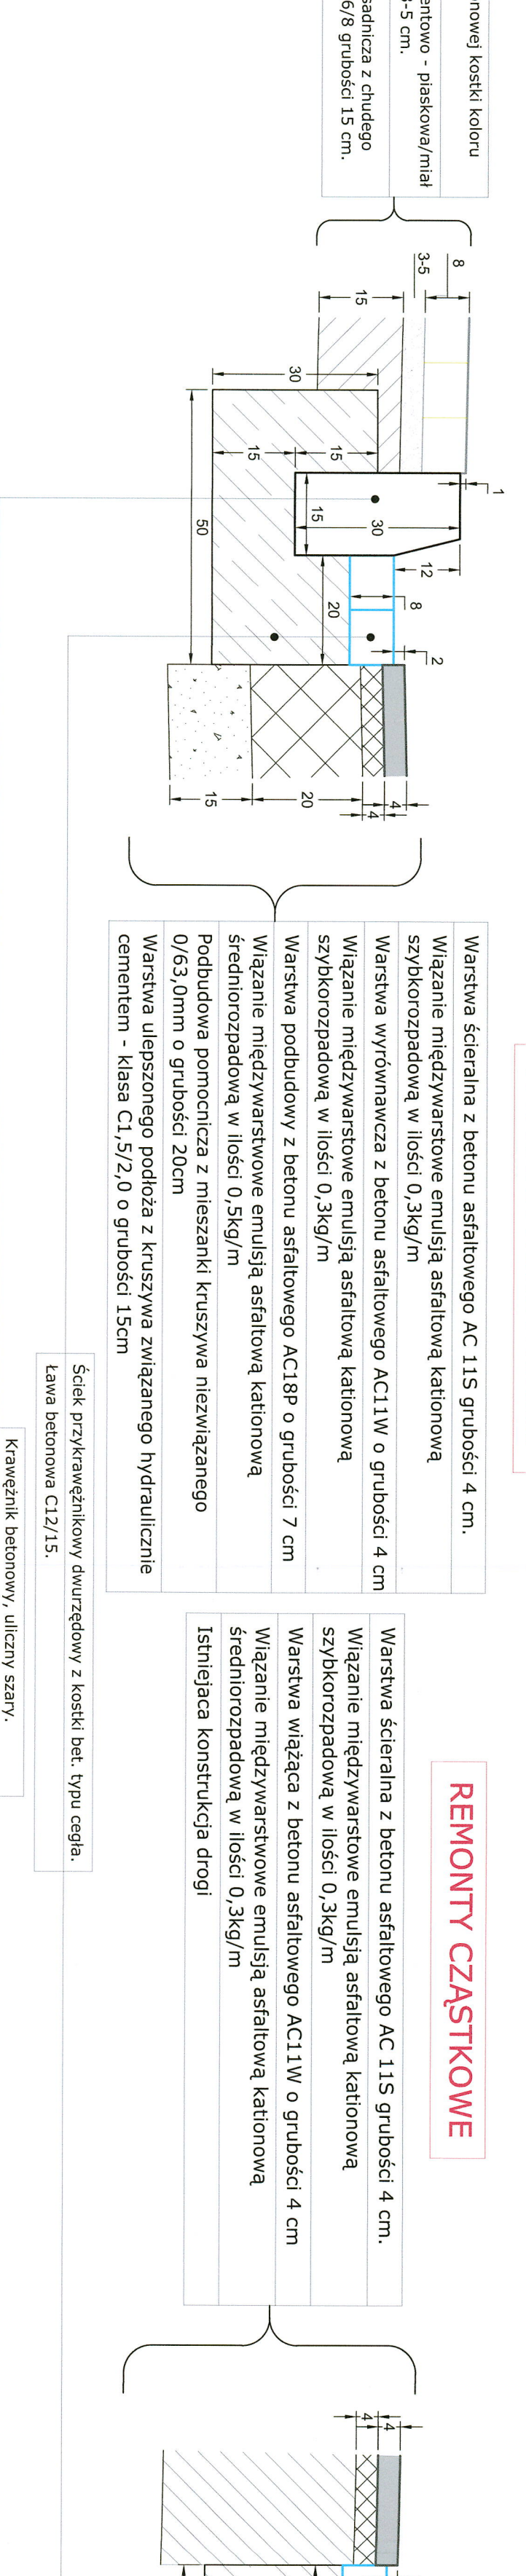 nowej kostki koloru
entowo - piaskowa/miał
3-5 cm.
sadnicza z chudego
6/8 grubości 15 cm.
8
3-5
15
30
15
15
50
15
30
1
12
20
8
2
4
4
20
15
Warstwa ścieralna z betonu asfaltowego AC 11S grubości 4 cm.
Wiązanie międzywarstowe emulsją asfaltową kationową
szybkorozpadową w ilości 0,3kg/m
Warstwa wyrównawcza z betonu asfaltowego AC11W o grubości 4 cm
Wiązanie międzywarstowe emulsją asfaltową kationową
szybkorozpadową w ilości 0,3kg/m
Warstwa podbudowy z betonu asfaltowego AC18P o grubości 7 cm
Wiązanie międzywarstwowe emulsją asfaltową kationową
średniorozpadową w ilości 0,5kg/m
Podbudowa pomocnicza z mieszanki kruszywa niezwiązanego
0/63,0mm o grubości 20cm
Warstwa ulepszonego podłoża z kruszywa związanego hydraulicznie
cementem - klasa C1,5/2,0 o grubości 15cm
Ściek przykrawężnikowy dwurzędowy z kostki bet. typu cegła.
Ława betonowa C12/15.
Krawężnik betonowy, uliczny szary.
REMONTY CZĄSTKOWE
Warstwa ścieralna z betonu asfaltowego AC 11S grubości 4 cm.
Wiązanie międzywarstowe emulsją asfaltową kationową
szybkorozpadową w ilości 0,3kg/m
Warstwa wiążąca z betonu asfaltowego AC11W o grubości 4 cm
Wiązanie międzywarstwowe emulsją asfaltową kationową
średniorozpadową w ilości 0,3kg/m
Istniejaca konstrukcja drogi
4
4